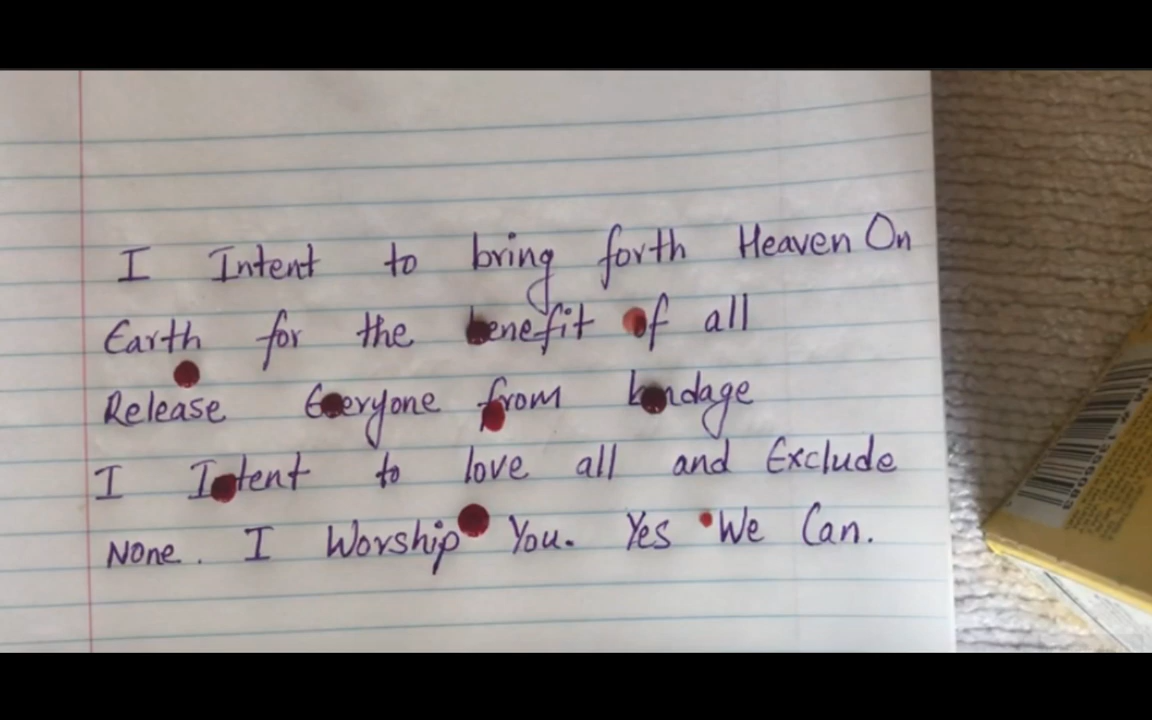 I Intent to bring forth Heaven On
Earth for the benefit of all
Release Everyone from bondage
I Intent to love all and Exclude
None. I Worship You. Yes We Can.